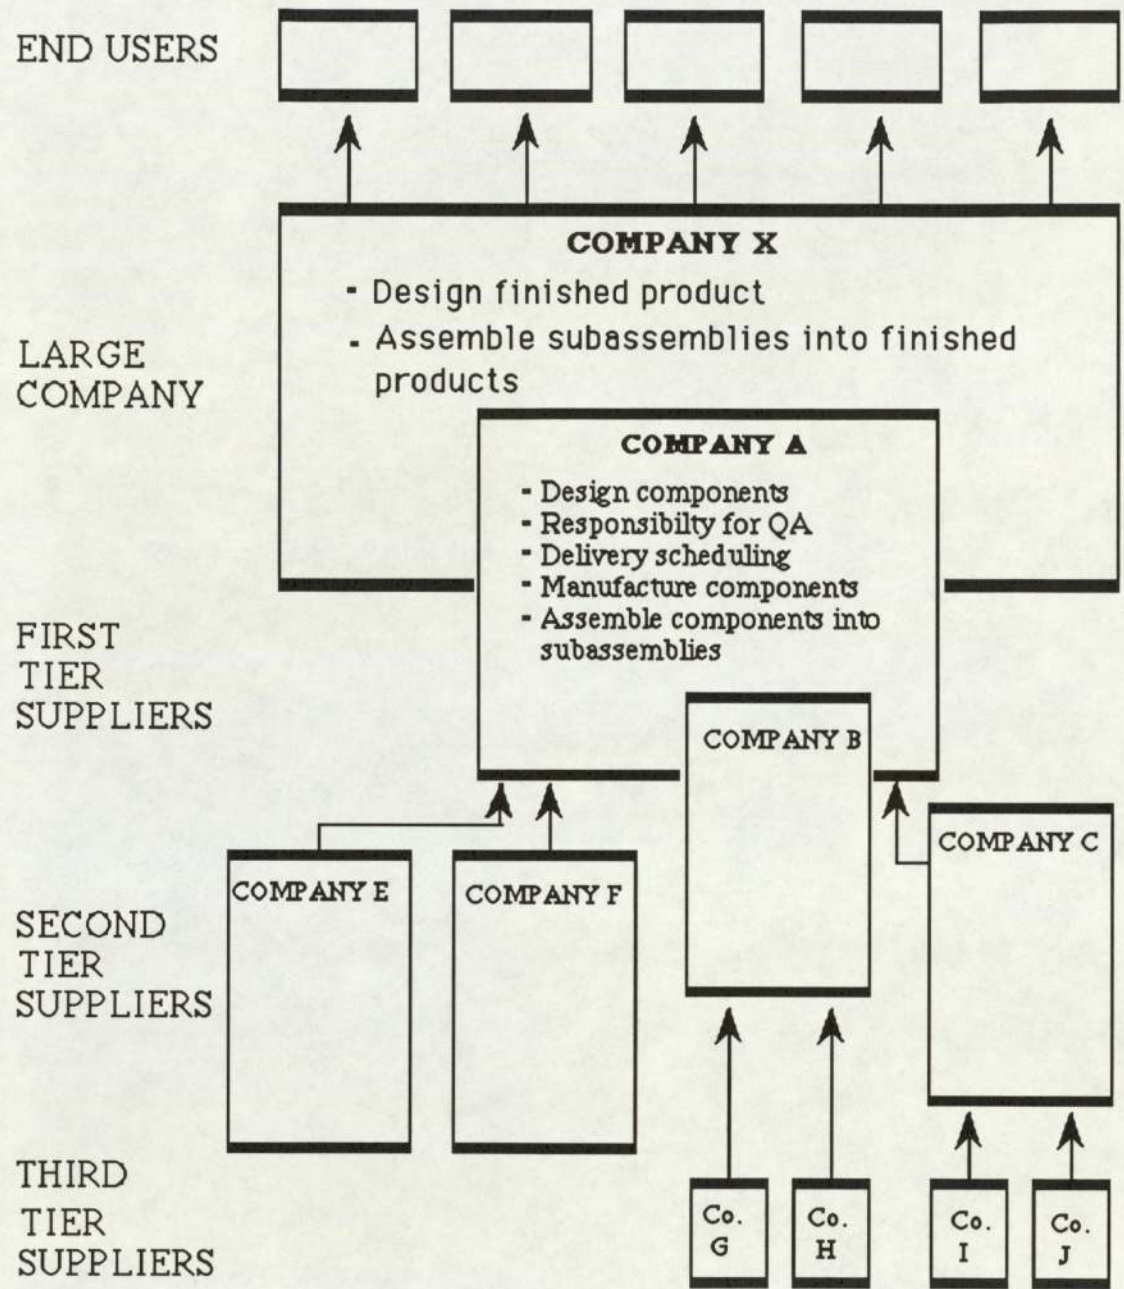 END USERS
COMPANY X
- Design finished product
- Assemble subassemblies into finished
products
LARGE
COMPANY
COMPANY A
- Design components
- Responsibilty for QA
- Delivery scheduling
- Manufacture components
- Assemble components into
subassemblies
FIRST
TIER
SUPPLIERS
COMPANY B
COMPANY C
COMPANY E
COMPANY F
SECOND
TIER
SUPPLIERS
THIRD
TIER
SUPPLIERS
Co.
G
Co.
H
Co.
I
Co.
J